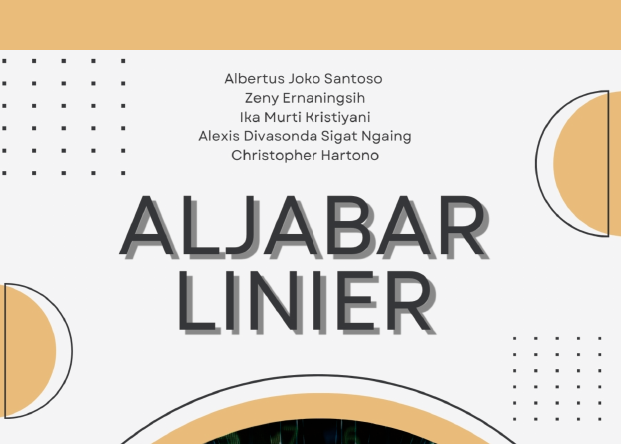 Albertus Joko Santoso
Zeny Ernaningsih
Ika Murti Kristiyani
Alexis Divasonda Sigat Ngaing
Christopher Hartono
ALJABAR
LINIER